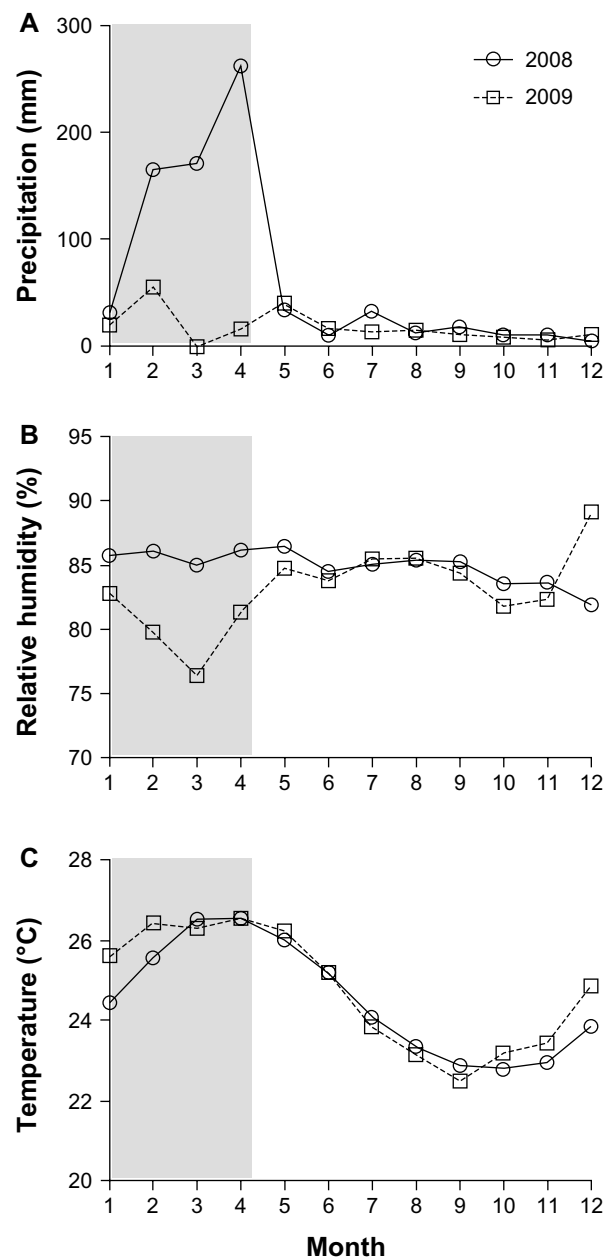 A
Precipitation (mm)
300
200
100
0
1 2 3 4 5 6 7 8 9 10 11 12
2008
2009
B
Relative humidity (%)
95
90
85
80
75
70
1 2 3 4 5 6 7 8 9 10 11 12
C
Temperature (°C)
28
26
24
22
20
1 2 3 4 5 6 7 8 9 10 11 12
Month